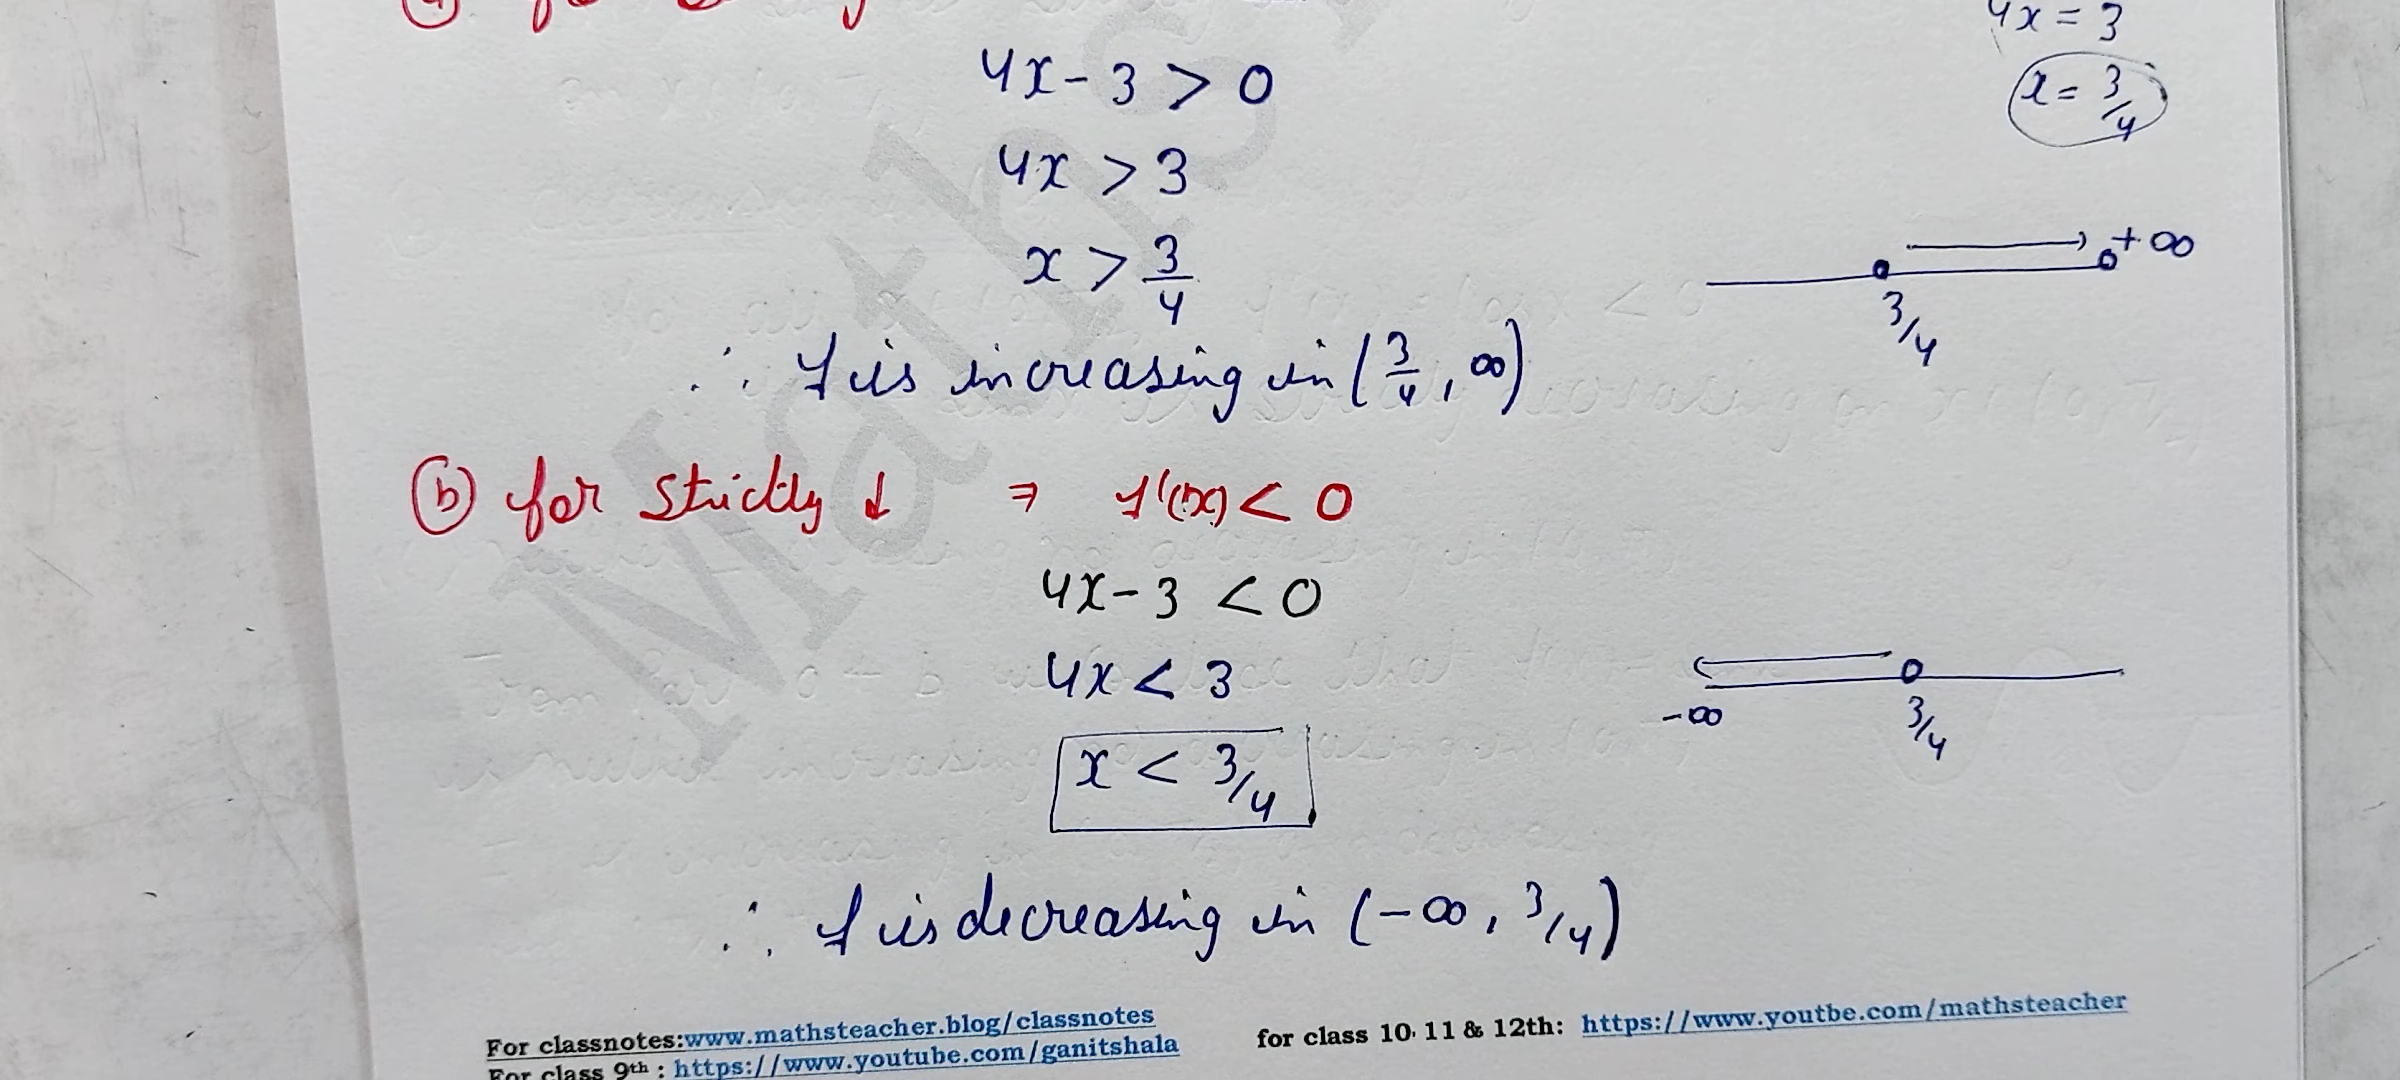 4x = 3
4x - 3 > 0
x = 3/4
4x > 3
x > 3/4
+∞
3/4
∴ f is increasing in (3/4, ∞)
(b) for strictly ↓ ⇒ f'(x) < 0
4x - 3 < 0
4x < 3
-∞ 3/4
x < 3/4
∴ f is decreasing in (-∞, 3/4)
For classnotes:www.mathsteacher.blog/classnotes for class 10. 11 & 12th: https://www.youtbe.com/mathsteacher
For class 9th : https://www.youtube.com/ganitshala